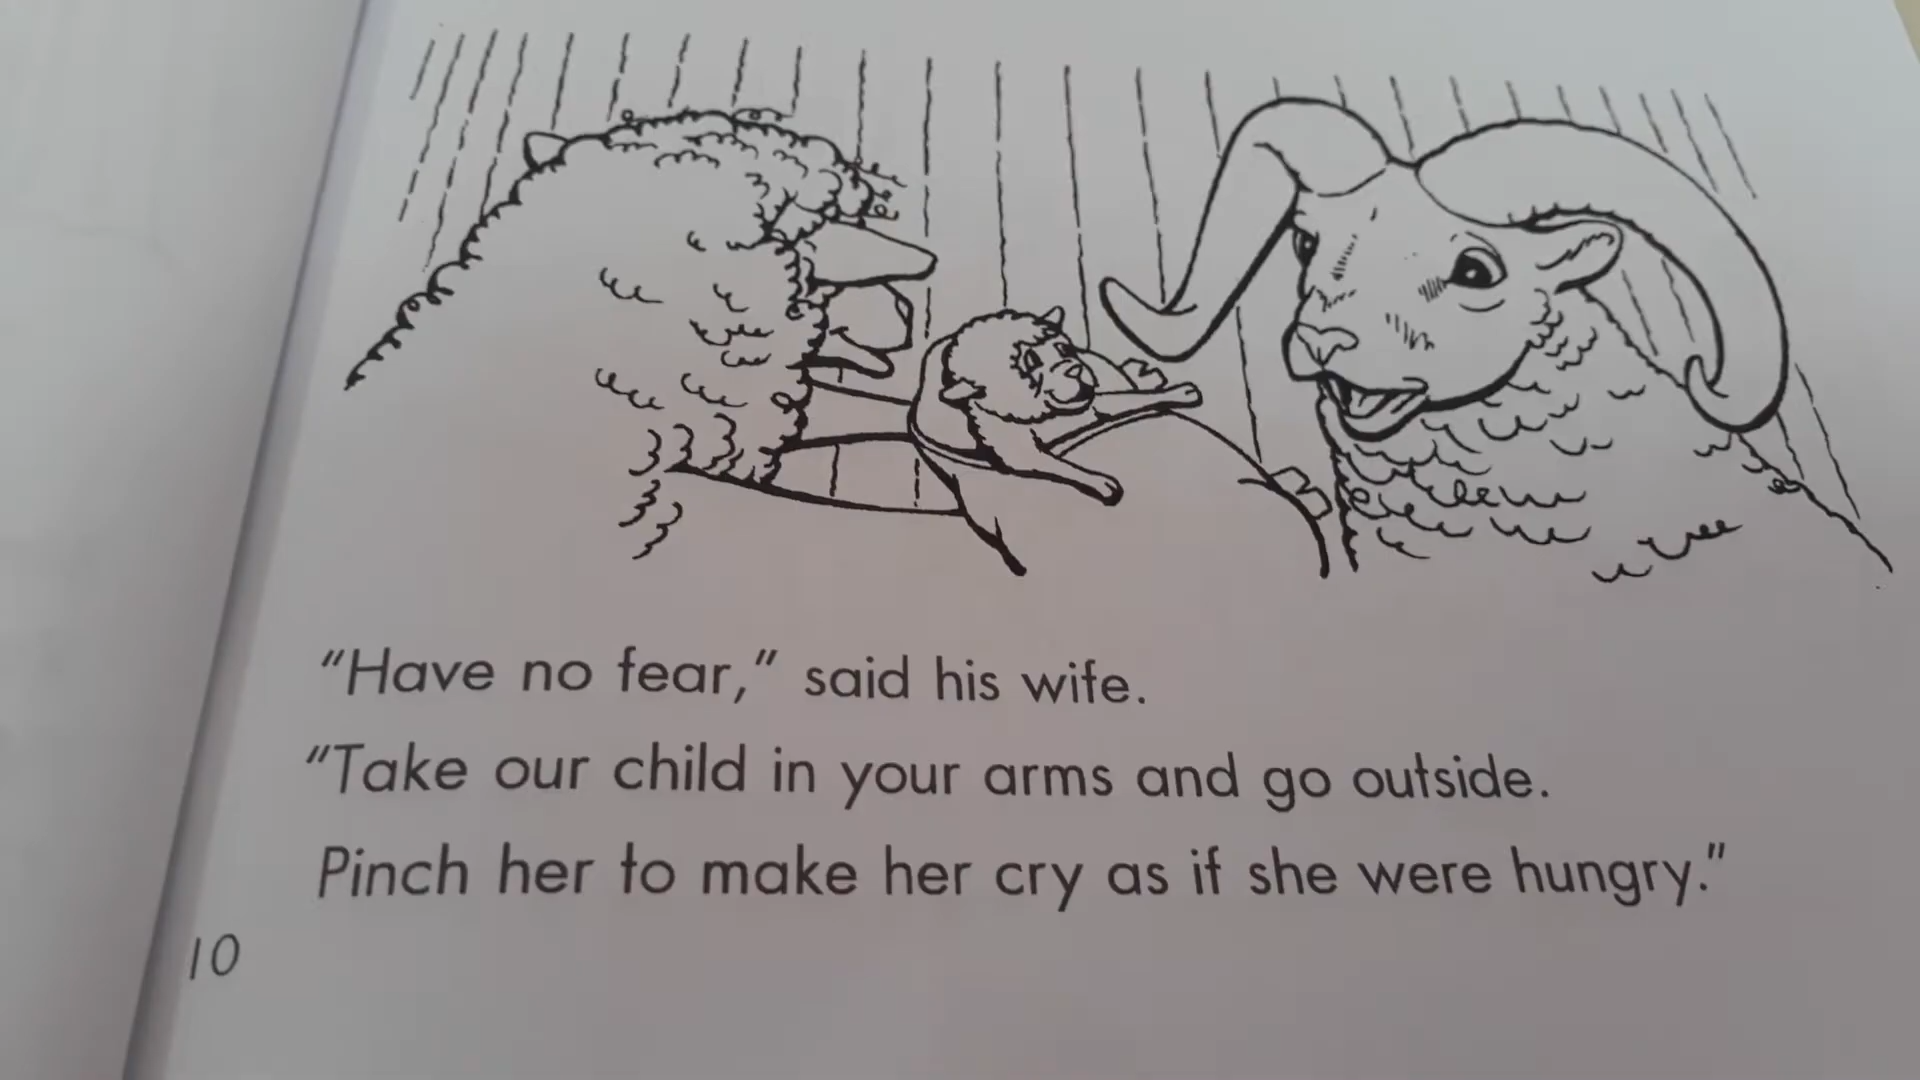 "Have no fear," said his wife.
"Take our child in your arms and go outside.
Pinch her to make her cry as if she were hungry."
10